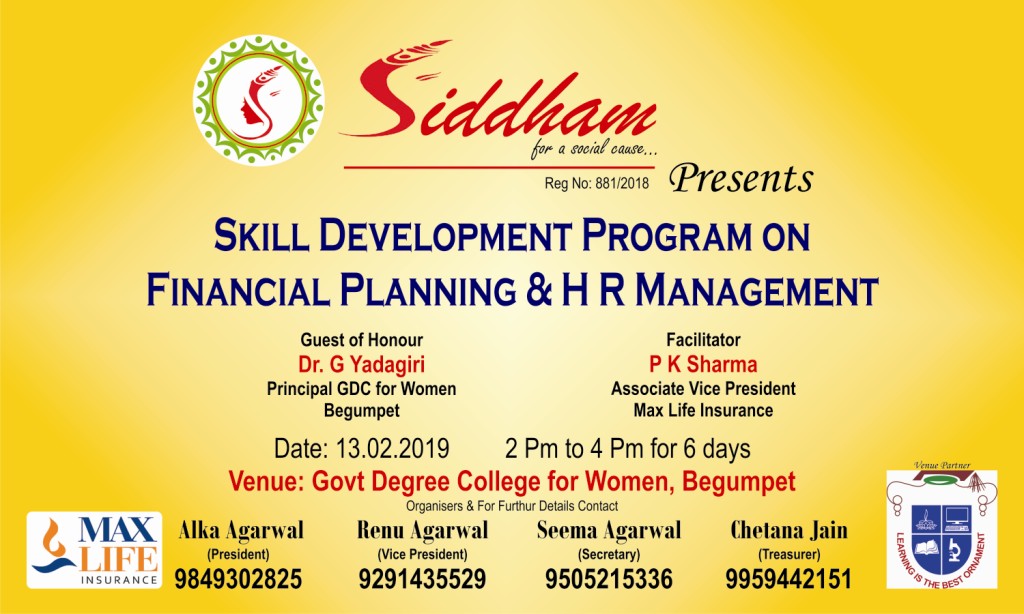 Siddham
for a social cause...
Reg No: 881/2018
Presents
SKILL DEVELOPMENT PROGRAM ON
FINANCIAL PLANNING & H R MANAGEMENT
Guest of Honour
Dr. G Yadagiri
Principal GDC for Women
Begumpet
Facilitator
P K Sharma
Associate Vice President
Max Life Insurance
Date: 13.02.2019 2 Pm to 4 Pm for 6 days
Venue: Govt Degree College for Women, Begumpet
Organisers & For Furthur Details Contact
MAX
LIFE
INSURANCE
Alka Agarwal
(President)
9849302825
Renu Agarwal
(Vice President)
9291435529
Seema Agarwal
(Secretary)
9505215336
Chetana Jain
(Treasurer)
9959442151
Venue Partner
LEARNING IS THE BEST ORNAMENT